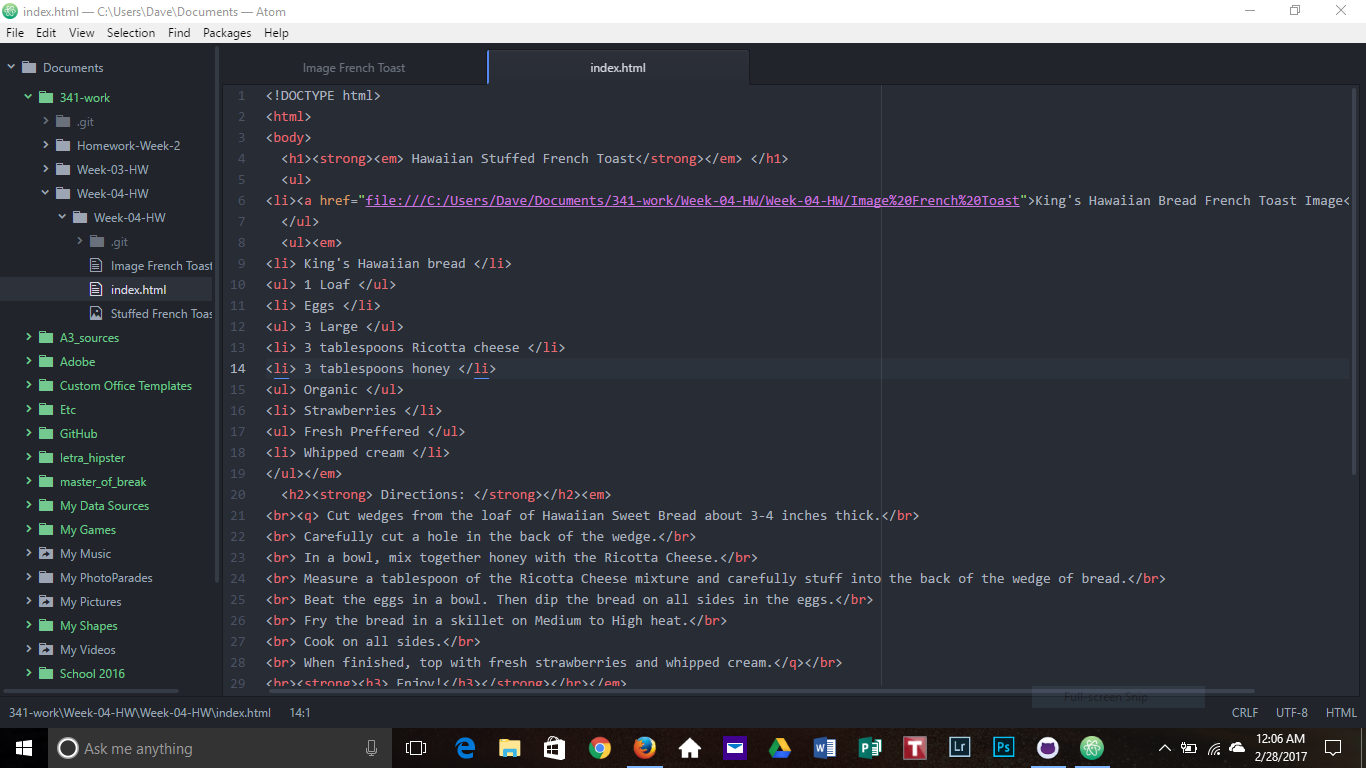 index.html — C:\Users\Dave\Documents — Atom
File Edit View Selection Find Packages Help
Documents
341-work
.git
Homework-Week-2
Week-03-HW
Week-04-HW
Week-04-HW
.git
Image French Toast
index.html
Stuffed French Toas
A3_sources
Adobe
Custom Office Templates
Etc
GitHub
letra_hipster
master_of_break
My Data Sources
My Games
My Music
My PhotoParades
My Pictures
My Shapes
My Videos
School 2016
Image French Toast index.html
1 <!DOCTYPE html>
2 <html>
3 <body>
4 <h1><strong><em> Hawaiian Stuffed French Toast</strong></em> </h1>
5 <ul>
6 <li><a href="file:///C:/Users/Dave/Documents/341-work/Week-04-HW/Week-04-HW/Image%20French%20Toast">King's Hawaiian Bread French Toast Image<
7 </ul>
8 <ul><em>
9 <li> King's Hawaiian bread </li>
10 <ul> 1 Loaf </ul>
11 <li> Eggs </li>
12 <ul> 3 Large </ul>
13 <li> 3 tablespoons Ricotta cheese </li>
14 <li> 3 tablespoons honey </li>
15 <ul> Organic </ul>
16 <li> Strawberries </li>
17 <ul> Fresh Preffered </ul>
18 <li> Whipped cream </li>
19 </ul></em>
20 <h2><strong> Directions: </strong></h2><em>
21 <br><q> Cut wedges from the loaf of Hawaiian Sweet Bread about 3-4 inches thick.</br>
22 <br> Carefully cut a hole in the back of the wedge.</br>
23 <br> In a bowl, mix together honey with the Ricotta Cheese.</br>
24 <br> Measure a tablespoon of the Ricotta Cheese mixture and carefully stuff into the back of the wedge of bread.</br>
25 <br> Beat the eggs in a bowl. Then dip the bread on all sides in the eggs.</br>
26 <br> Fry the bread in a skillet on Medium to High heat.</br>
27 <br> Cook on all sides.</br>
28 <br> When finished, top with fresh strawberries and whipped cream.</q></br>
29 <br><strong><h3> Enjoy!</h3></strong></br></em>
Full-screen Snip
341-work\Week-04-HW\Week-04-HW\index.html 14:1 CRLF UTF-8 HTML
Ask me anything
12:06 AM
2/28/2017